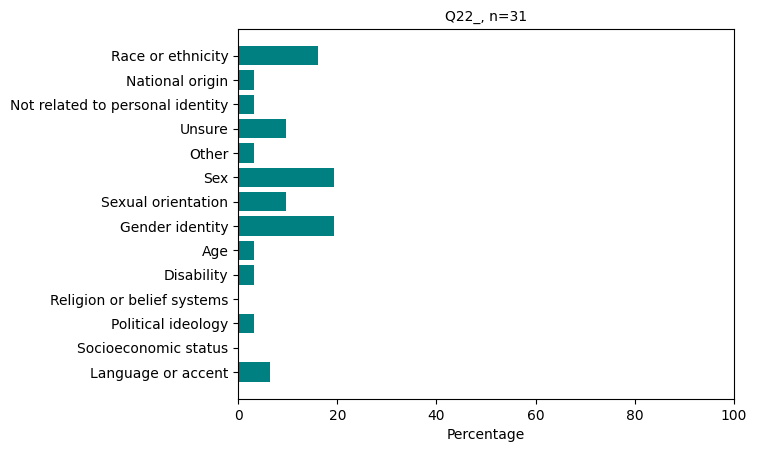 Q22_, n=31
Race or ethnicity
National origin
Not related to personal identity
Unsure
Other
Sex
Sexual orientation
Gender identity
Age
Disability
Religion or belief systems
Political ideology
Socioeconomic status
Language or accent
0 20 40 60 80 100
Percentage